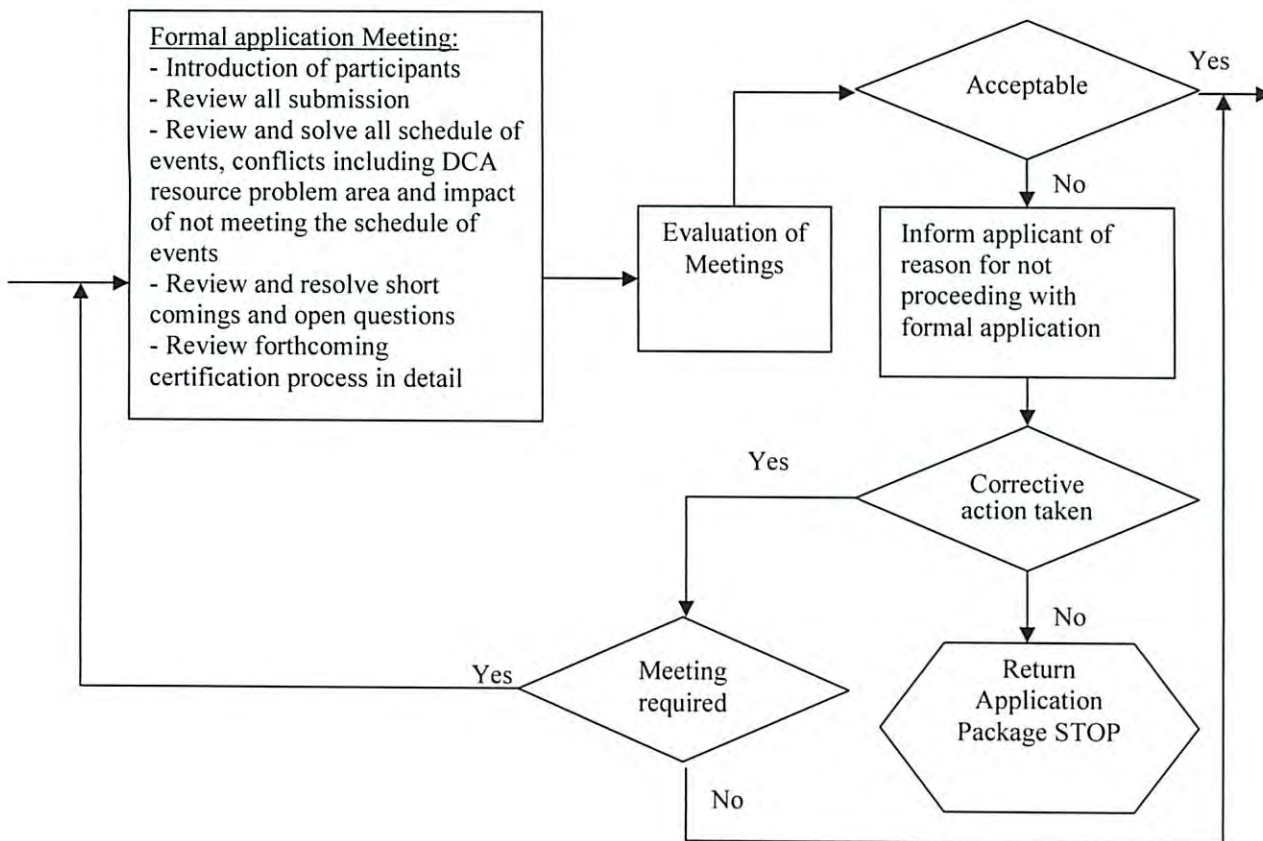 Formal application Meeting:
- Introduction of participants
- Review all submission
- Review and solve all schedule of
events, conflicts including DCA
resource problem area and impact
of not meeting the schedule of
events
- Review and resolve short
comings and open questions
- Review forthcoming
certification process in detail
Evaluation of
Meetings
Acceptable
Yes
No
Inform applicant of
reason for not
proceeding with
formal application
Corrective
action taken
Yes
No
Return
Application
Package STOP
Meeting
required
Yes
No